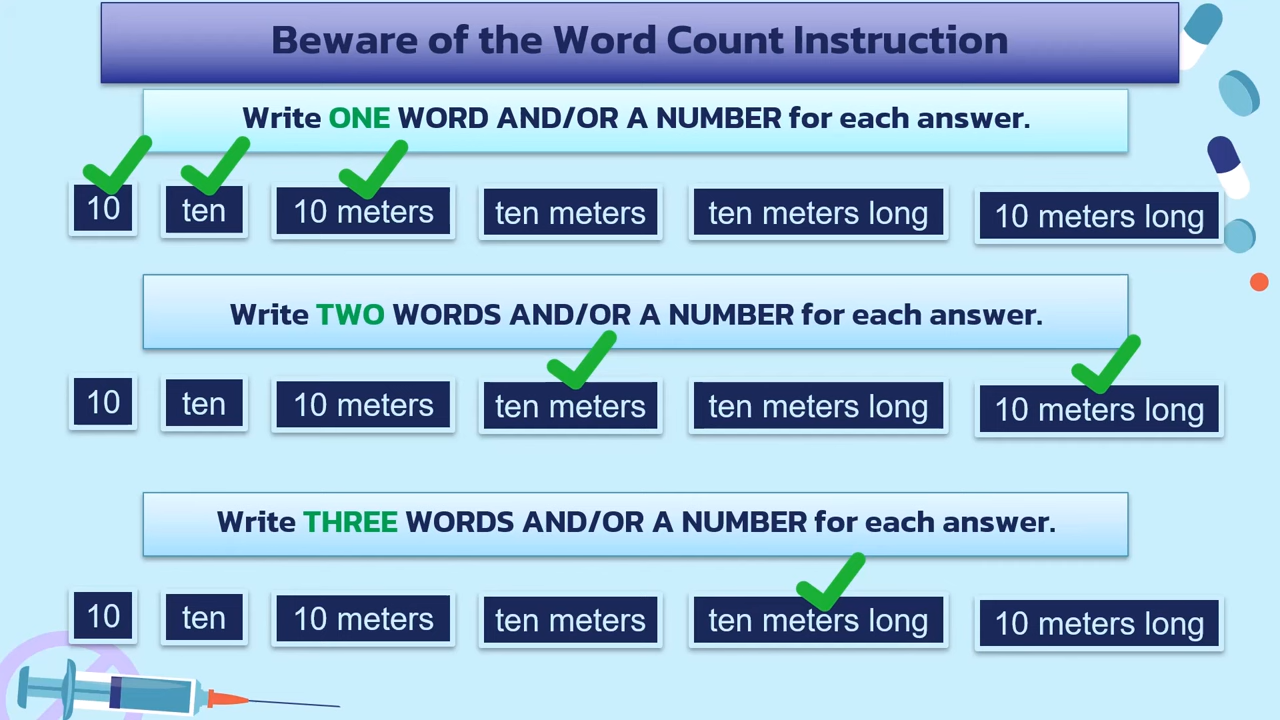 Beware of the Word Count Instruction
Write ONE WORD AND/OR A NUMBER for each answer.
10 ten 10 meters ten meters ten meters long 10 meters long
Write TWO WORDS AND/OR A NUMBER for each answer.
10 ten 10 meters ten meters ten meters long 10 meters long
Write THREE WORDS AND/OR A NUMBER for each answer.
10 ten 10 meters ten meters ten meters long 10 meters long